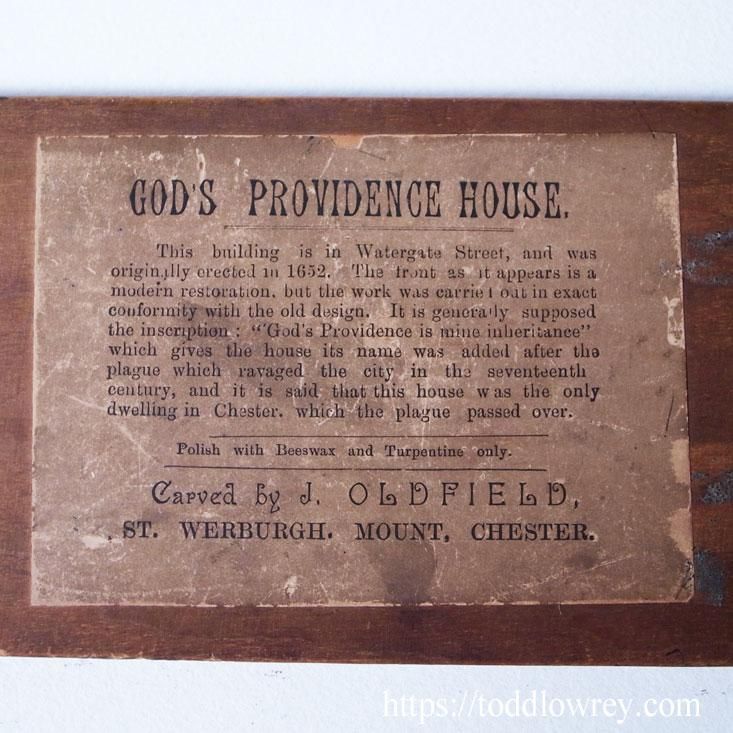 GOD'S PROVIDENCE HOUSE.
This building is in Watergate Street, and was
originally erected in 1652. The front as it appears is a
modern restoration, but the work was carried out in exact
conformity with the old design. It is generally supposed
the inscription: "God's Providence is mine inheritance"
which gives the house its name was added after the
plague which ravaged the city in the seventeenth
century, and it is said that this house was the only
dwelling in Chester. which the plague passed over.
Polish with Beeswax and Turpentine only.
Carved by J. OLDFIELD,
ST. WERBURGH. MOUNT, CHESTER.
https://toddlowrey.com/